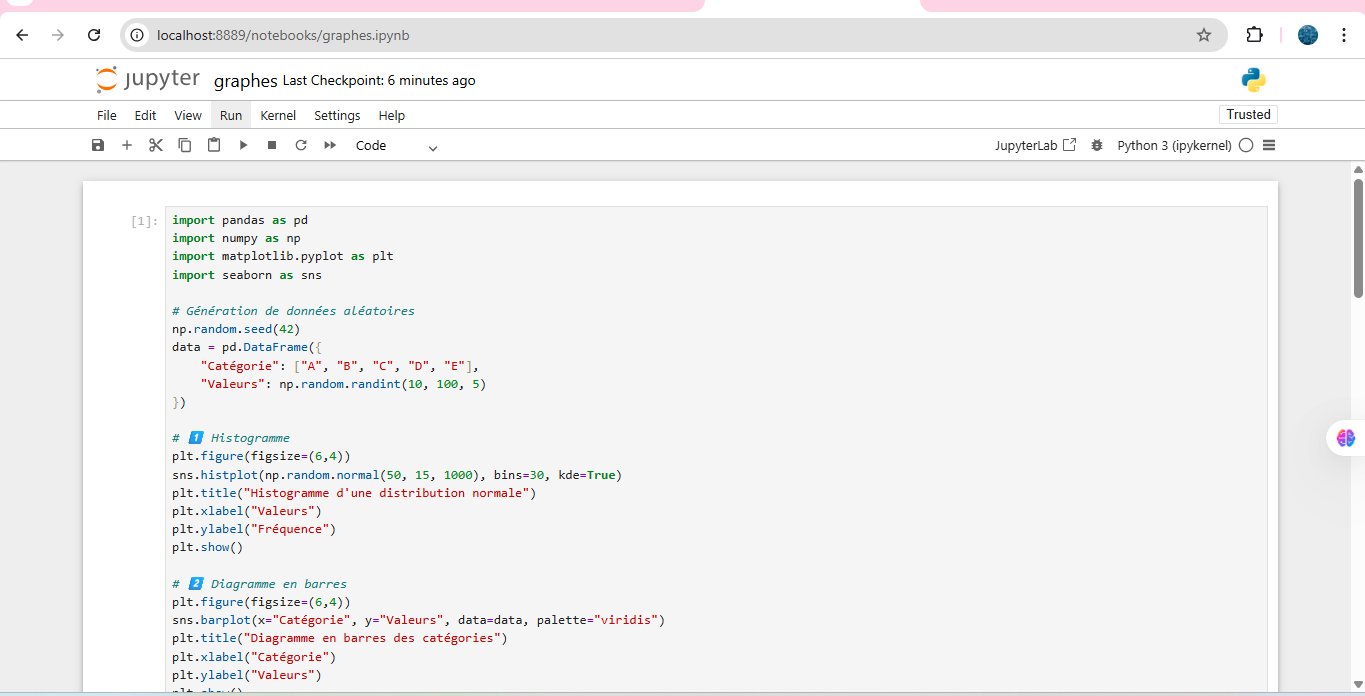 localhost:8889/notebooks/graphes.ipynb
jupyter graphes Last Checkpoint: 6 minutes ago
File Edit View Run Kernel Settings Help Trusted
Code JupyterLab Python 3 (ipykernel)
[1]: import pandas as pd
import numpy as np
import matplotlib.pyplot as plt
import seaborn as sns
# Génération de données aléatoires
np.random.seed(42)
data = pd.DataFrame({
"Catégorie": ["A", "B", "C", "D", "E"],
"Valeurs": np.random.randint(10, 100, 5)
})
# 1️⃣ Histogramme
plt.figure(figsize=(6,4))
sns.histplot(np.random.normal(50, 15, 1000), bins=30, kde=True)
plt.title("Histogramme d'une distribution normale")
plt.xlabel("Valeurs")
plt.ylabel("Fréquence")
plt.show()
# 2️⃣ Diagramme en barres
plt.figure(figsize=(6,4))
sns.barplot(x="Catégorie", y="Valeurs", data=data, palette="viridis")
plt.title("Diagramme en barres des catégories")
plt.xlabel("Catégorie")
plt.ylabel("Valeurs")
plt.show()